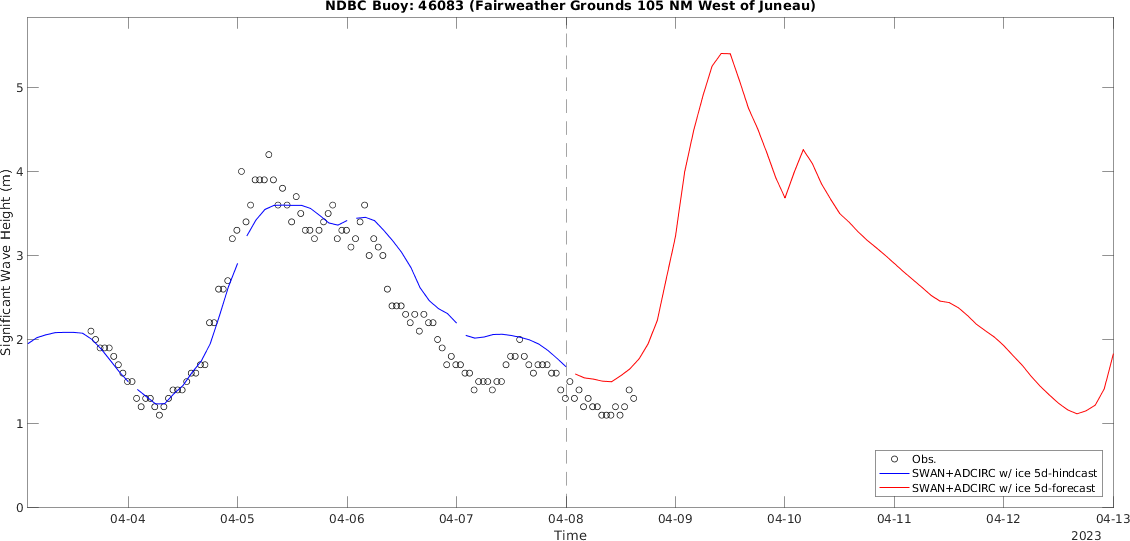 NDBC Buoy: 46083 (Fairweather Grounds 105 NM West of Juneau)
Significant Wave Height (m)
5
4
3
2
1
0
Obs.
SWAN+ADCIRC w/ ice 5d-hindcast
SWAN+ADCIRC w/ ice 5d-forecast
04-04 04-05 04-06 04-07 04-08 04-09 04-10 04-11 04-12 04-13
Time
2023